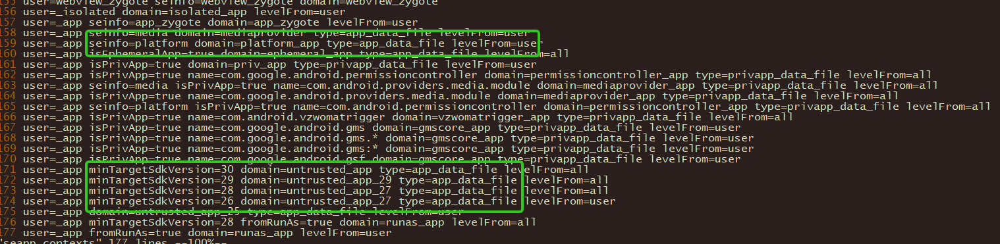 155 user=webview_zygote seinfo=webview_zygote domain=webview_zygote
156 user=_isolated domain=isolated_app levelFrom=user
157 user=_app seinfo=app_zygote domain=app_zygote levelFrom=user
158 user=_app seinfo=media domain=mediaprovider type=app_data_file levelFrom=user
159 user=_app seinfo=platform domain=platform_app type=app_data_file levelFrom=user
160 user=_app isEphemeralApp=true domain=ephemeral_app type=app_data_file levelFrom=all
161 user=_app isPrivApp=true domain=priv_app type=privapp_data_file levelFrom=user
162 user=_app isPrivApp=true name=com.google.android.permissioncontroller domain=permissioncontroller_app type=privapp_data_file levelFrom=all
163 user=_app seinfo=media isPrivApp=true name=com.android.providers.media.module domain=mediaprovider_app type=privapp_data_file levelFrom=all
164 user=_app isPrivApp=true name=com.google.android.providers.media.module domain=mediaprovider_app type=privapp_data_file levelFrom=all
165 user=_app seinfo=platform isPrivApp=true name=com.android.permissioncontroller domain=permissioncontroller_app type=privapp_data_file levelFrom=all
166 user=_app isPrivApp=true name=com.android.vzwomatrigger domain=vzwomatrigger_app type=privapp_data_file levelFrom=all
167 user=_app isPrivApp=true name=com.google.android.gms domain=gmscore_app type=privapp_data_file levelFrom=user
168 user=_app isPrivApp=true name=com.google.android.gms.* domain=gmscore_app type=privapp_data_file levelFrom=user
169 user=_app isPrivApp=true name=com.google.android.gms:* domain=gmscore_app type=privapp_data_file levelFrom=user
170 user=_app isPrivApp=true name=com.google.android.gsf domain=gmscore_app type=privapp_data_file levelFrom=user
171 user=_app minTargetSdkVersion=30 domain=untrusted_app type=app_data_file levelFrom=all
172 user=_app minTargetSdkVersion=29 domain=untrusted_app_29 type=app_data_file levelFrom=all
173 user=_app minTargetSdkVersion=28 domain=untrusted_app_27 type=app_data_file levelFrom=all
174 user=_app minTargetSdkVersion=26 domain=untrusted_app_27 type=app_data_file levelFrom=user
175 user=_app domain=untrusted_app_25 type=app_data_file levelFrom=user
176 user=_app minTargetSdkVersion=28 fromRunAs=true domain=runas_app levelFrom=all
177 user=_app fromRunAs=true domain=runas_app levelFrom=user
"seapp_contexts" 177 lines --100%--